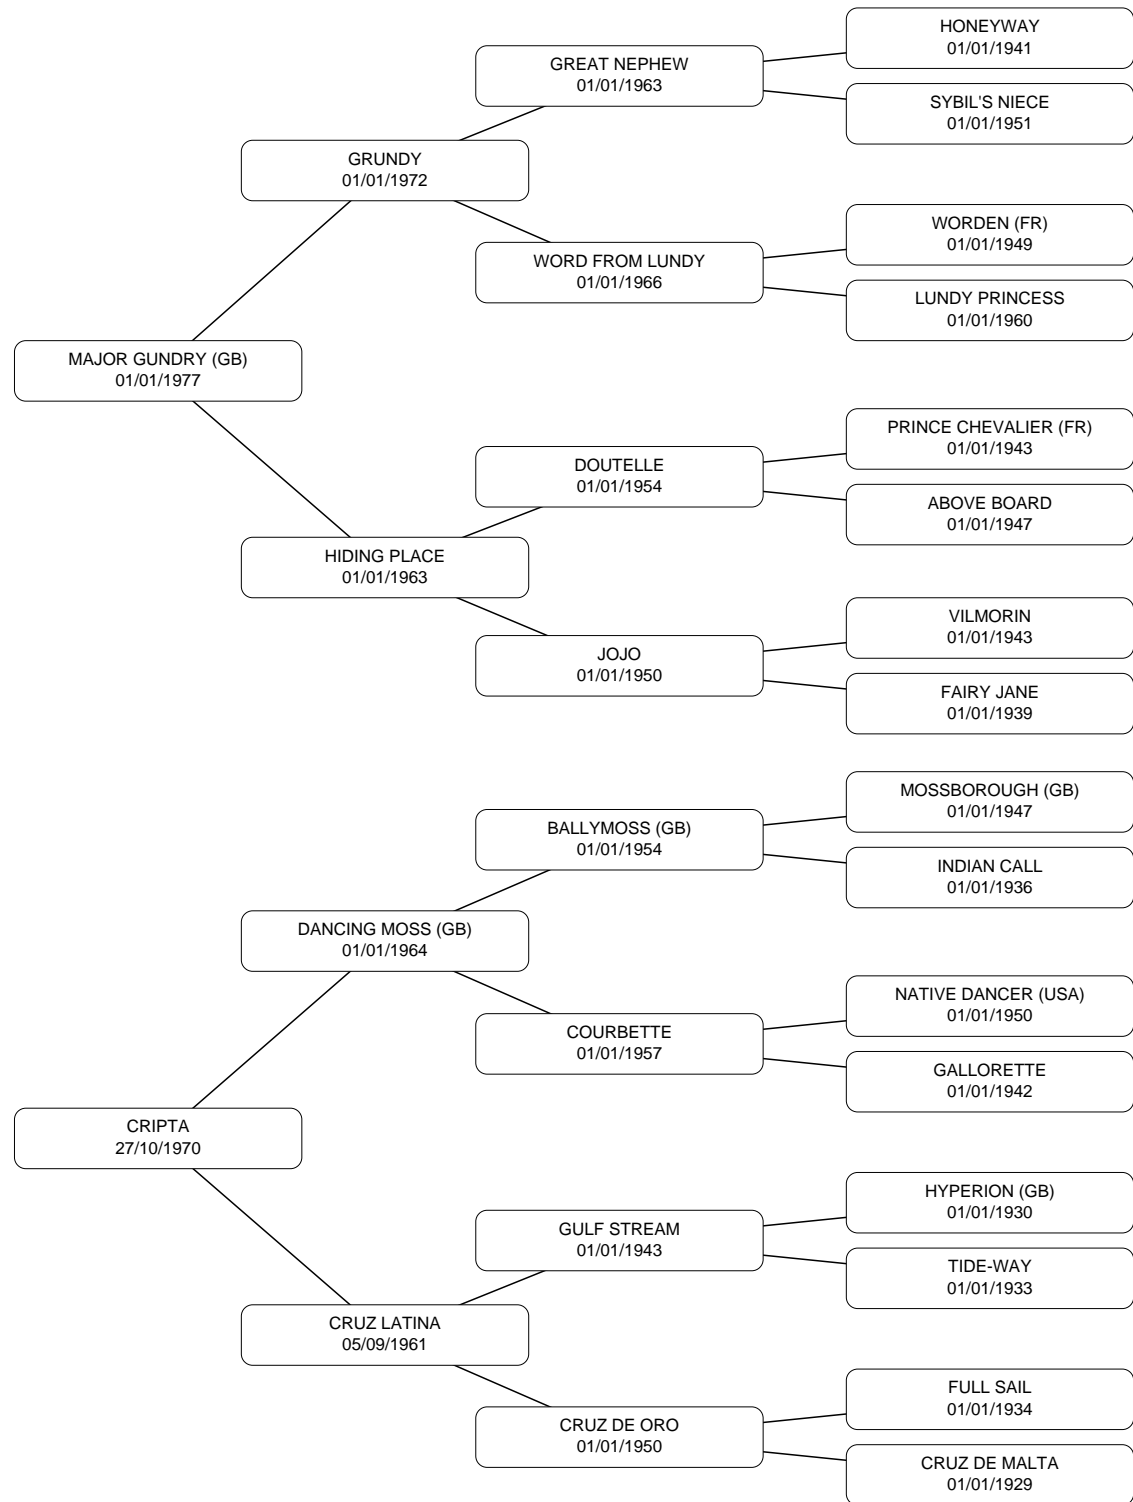 HONEYWAY
01/01/1941
GREAT NEPHEW
01/01/1963
SYBIL'S NIECE
01/01/1951
GRUNDY
01/01/1972
WORDEN (FR)
01/01/1949
WORD FROM LUNDY
01/01/1966
LUNDY PRINCESS
01/01/1960
MAJOR GUNDRY (GB)
01/01/1977
PRINCE CHEVALIER (FR)
01/01/1943
DOUTELLE
01/01/1954
ABOVE BOARD
01/01/1947
HIDING PLACE
01/01/1963
VILMORIN
01/01/1943
JOJO
01/01/1950
FAIRY JANE
01/01/1939
MOSSBOROUGH (GB)
01/01/1947
BALLYMOSS (GB)
01/01/1954
INDIAN CALL
01/01/1936
DANCING MOSS (GB)
01/01/1964
NATIVE DANCER (USA)
01/01/1950
COURBETTE
01/01/1957
GALLORETTE
01/01/1942
CRIPTA
27/10/1970
HYPERION (GB)
01/01/1930
GULF STREAM
01/01/1943
TIDE-WAY
01/01/1933
CRUZ LATINA
05/09/1961
FULL SAIL
01/01/1934
CRUZ DE ORO
01/01/1950
CRUZ DE MALTA
01/01/1929